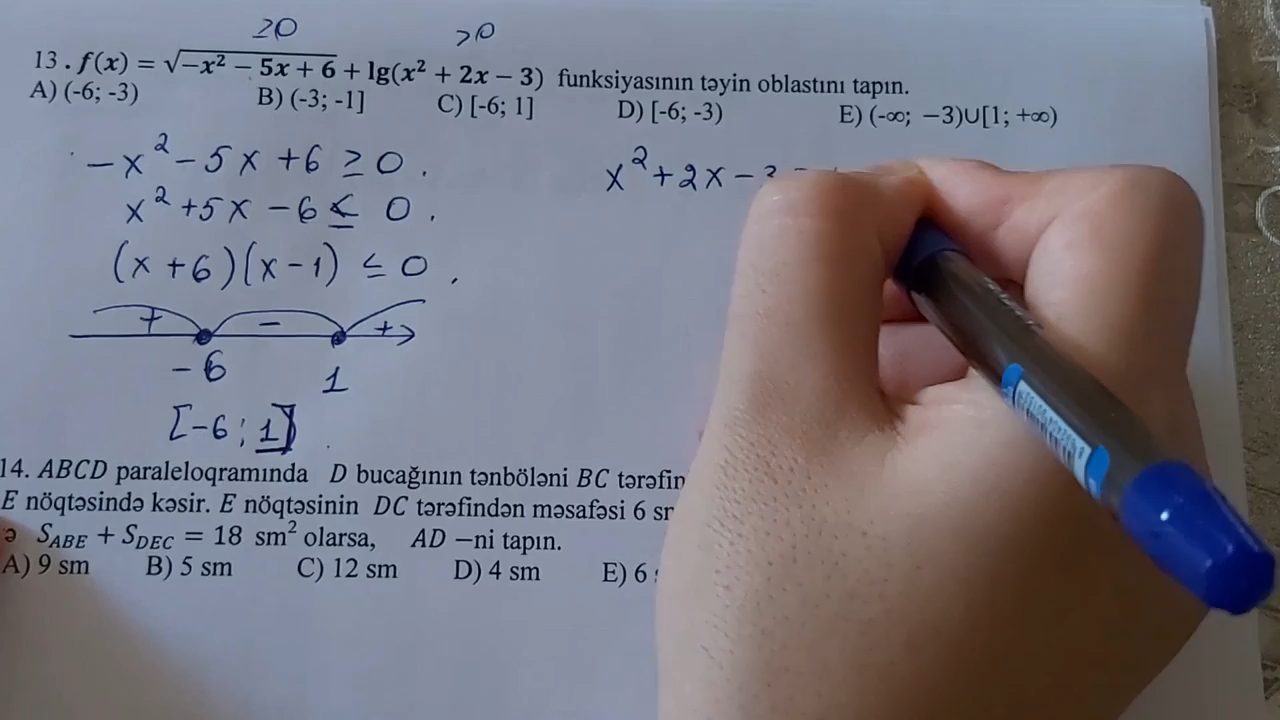 ≥0 >0
13. f(x) = √(-x² - 5x + 6) + lg(x² + 2x - 3) funksiyasının təyin oblastını tapın.
A) (-6; -3) B) (-3; -1] C) [-6; 1] D) [-6; -3) E) (-∞; -3)∪[1; +∞)
-x² - 5x + 6 ≥ 0.
x² + 5x - 6 ≤ 0.
(x + 6)(x - 1) ≤ 0.
+ - +
-6 1
[-6; 1]
x² + 2x - 3
14. ABCD paraleloqramında D bucağının tənböləni BC
E nöqtəsində kəsir. E nöqtəsinin DC tərəfindən məsafəsi 6
ə S_ABE + S_DEC = 18 sm² olarsa, AD –ni tapın.
A) 9 sm B) 5 sm C) 12 sm D) 4 sm E) 6